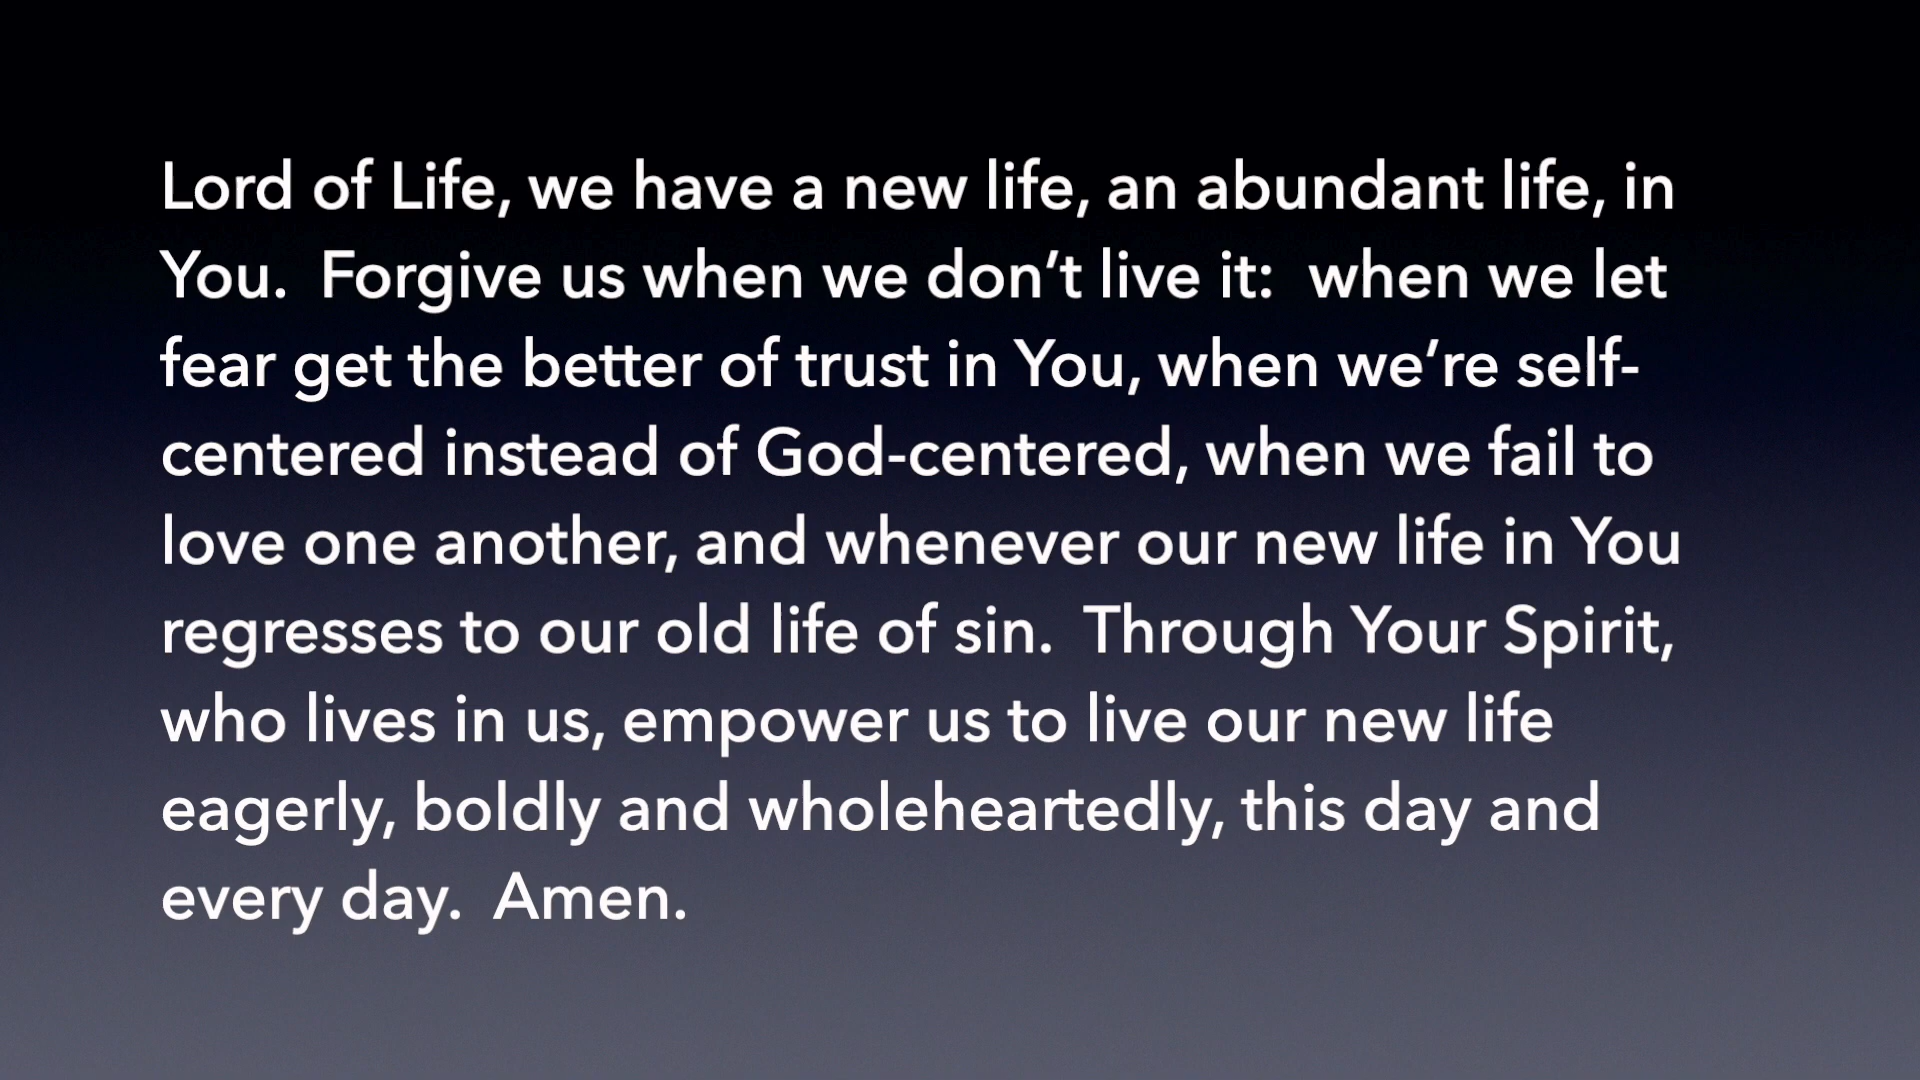 Lord of Life, we have a new life, an abundant life, in
You.  Forgive us when we don’t live it:  when we let
fear get the better of trust in You, when we’re self-
centered instead of God-centered, when we fail to
love one another, and whenever our new life in You
regresses to our old life of sin.  Through Your Spirit,
who lives in us, empower us to live our new life
eagerly, boldly and wholeheartedly, this day and
every day.  Amen.